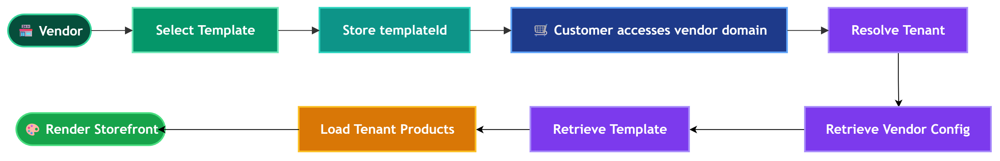 24H
Vendor
Select Template
Store templateId
Customer accesses vendor domain
Resolve Tenant
Render Storefront
Load Tenant Products
Retrieve Template
Retrieve Vendor Config